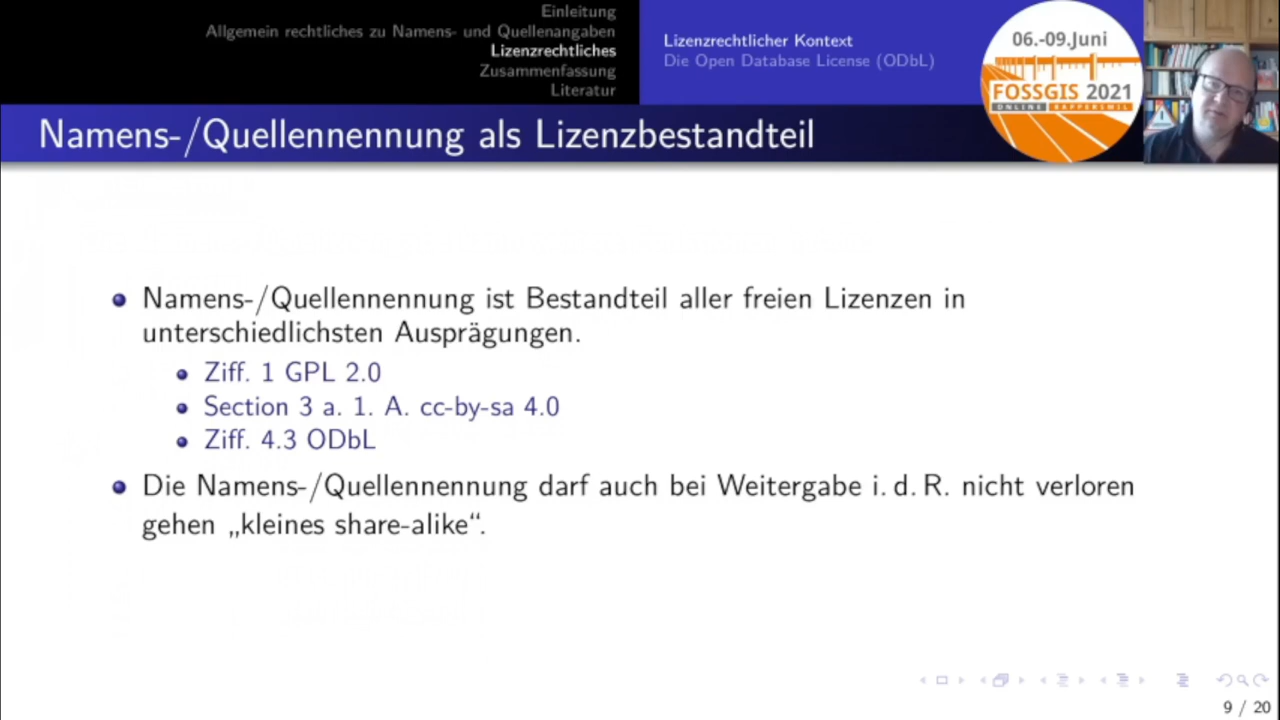 Einleitung
Allgemein rechtliches zu Namens- und Quellenangaben
Lizenzrechtliches
Zusammenfassung
Literatur
Lizenzrechtlicher Kontext
Die Open Database License (ODbL)
06.-09.Juni
FOSSGIS 2021
ONLINE RAPPERSWIL
Namens-/Quellennennung als Lizenzbestandteil
Namens-/Quellennennung ist Bestandteil aller freien Lizenzen in
unterschiedlichsten Ausprägungen.
Ziff. 1 GPL 2.0
Section 3 a. 1. A. cc-by-sa 4.0
Ziff. 4.3 ODbL
Die Namens-/Quellennennung darf auch bei Weitergabe i. d. R. nicht verloren
gehen „kleines share-alike“.
9 / 20